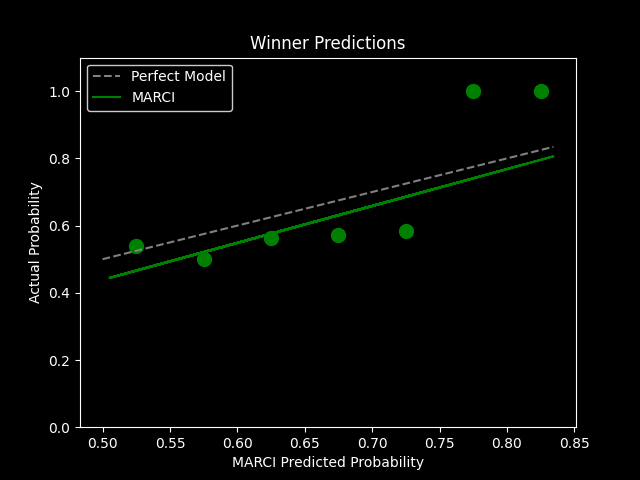 Winner Predictions
Perfect Model
MARCI
1.0
0.8
0.6
0.4
0.2
0.0
Actual Probability
0.50 0.55 0.60 0.65 0.70 0.75 0.80 0.85
MARCI Predicted Probability